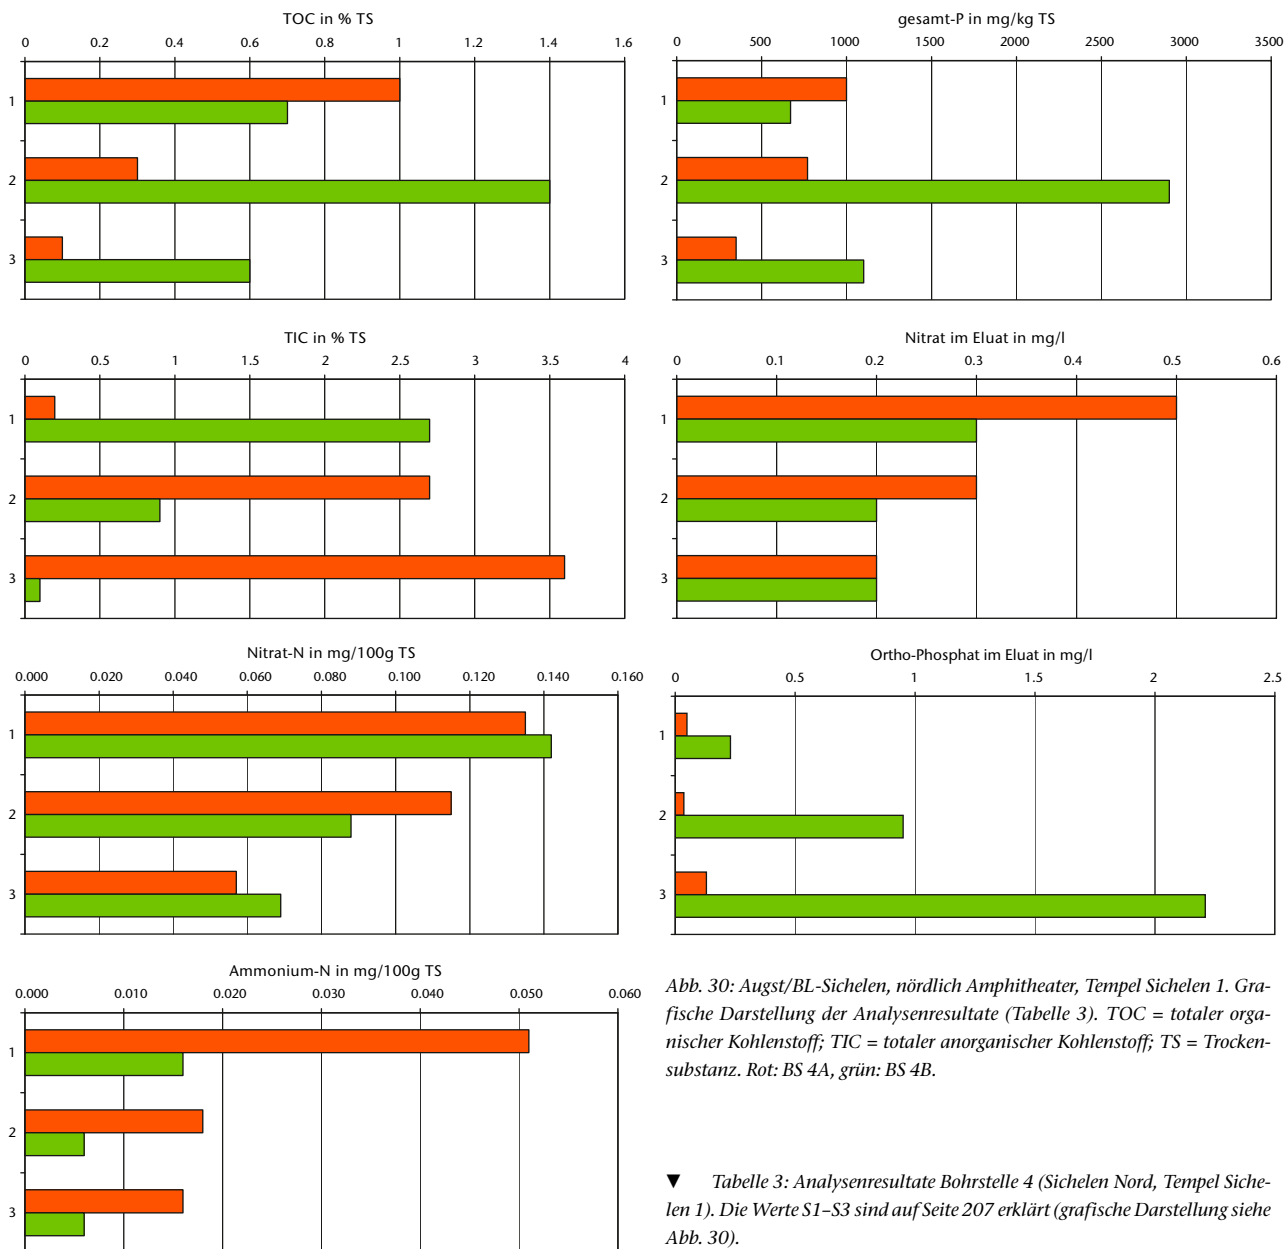 TOC in % TS
0 0.2 0.4 0.6 0.8 1 1.2 1.4 1.6
1
2
3
TIC in % TS
0 0.5 1 1.5 2 2.5 3 3.5 4
1
2
3
Nitrat-N in mg/100g TS
0.000 0.020 0.040 0.060 0.080 0.100 0.120 0.140 0.160
1
2
3
Ammonium-N in mg/100g TS
0.000 0.010 0.020 0.030 0.040 0.050 0.060
1
2
3
gesamt-P in mg/kg TS
0 500 1000 1500 2000 2500 3000 3500
1
2
3
Nitrat im Eluat in mg/l
0 0.1 0.2 0.3 0.4 0.5 0.6
1
2
3
Ortho-Phosphat im Eluat in mg/l
0 0.5 1 1.5 2 2.5
1
2
3
Abb. 30: Augst/BL-Sichelen, nördlich Amphitheater, Tempel Sichelen 1. Gra-
fische Darstellung der Analysenresultate (Tabelle 3). TOC = totaler orga-
nischer Kohlenstoff; TIC = totaler anorganischer Kohlenstoff; TS = Trocken-
substanz. Rot: BS 4A, grün: BS 4B.
▼ Tabelle 3: Analysenresultate Bohrstelle 4 (Sichelen Nord, Tempel Siche-
len 1). Die Werte S1–S3 sind auf Seite 207 erklärt (grafische Darstellung siehe
Abb. 30).